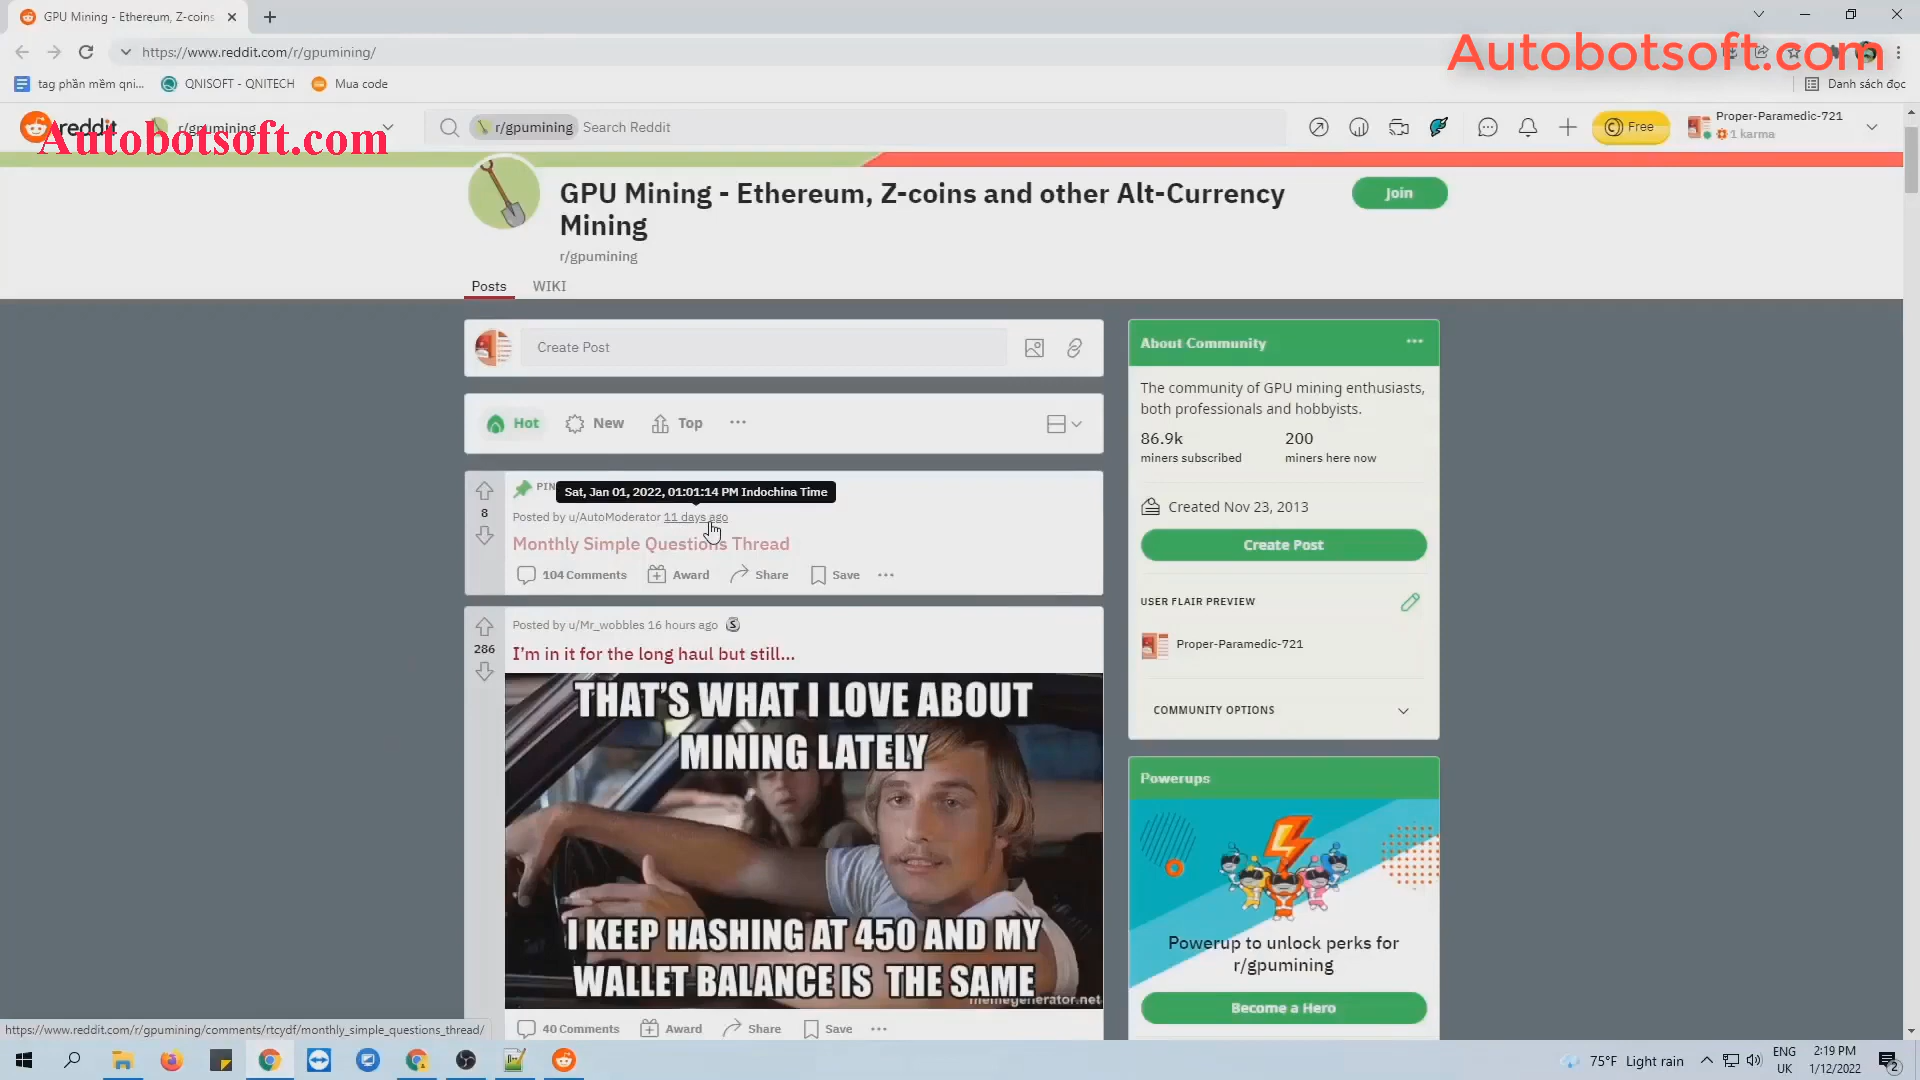 GPU Mining - Ethereum, Z-coins
https://www.reddit.com/r/gpumining/
Autobotsoft.com
tag phần mềm qni...
QNISOFT - QNITECH
Mua code
Danh sách đọc
reddit
r/gpumining
Autobotsoft.com
r/gpumining
Search Reddit
Free
Proper-Paramedic-721
1 karma
GPU Mining - Ethereum, Z-coins and other Alt-Currency
Mining
Join
r/gpumining
Posts
WIKI
Create Post
Hot
New
Top
PIN
Sat, Jan 01, 2022, 01:01:14 PM Indochina Time
8
Posted by u/AutoModerator 11 days ago
Monthly Simple Questions Thread
104 Comments
Award
Share
Save
286
Posted by u/Mr_wobbles 16 hours ago
I'm in it for the long haul but still...
THAT'S WHAT I LOVE ABOUT
MINING LATELY
I KEEP HASHING AT 450 AND MY
WALLET BALANCE IS THE SAME
memegenerator.net
40 Comments
Award
Share
Save
About Community
The community of GPU mining enthusiasts,
both professionals and hobbyists.
86.9k
200
miners subscribed
miners here now
Created Nov 23, 2013
Create Post
USER FLAIR PREVIEW
Proper-Paramedic-721
COMMUNITY OPTIONS
Powerups
Powerup to unlock perks for
r/gpumining
Become a Hero
https://www.reddit.com/r/gpumining/comments/rtcydf/monthly_simple_questions_thread/
75°F Light rain
ENG
UK
2:19 PM
1/12/2022
2